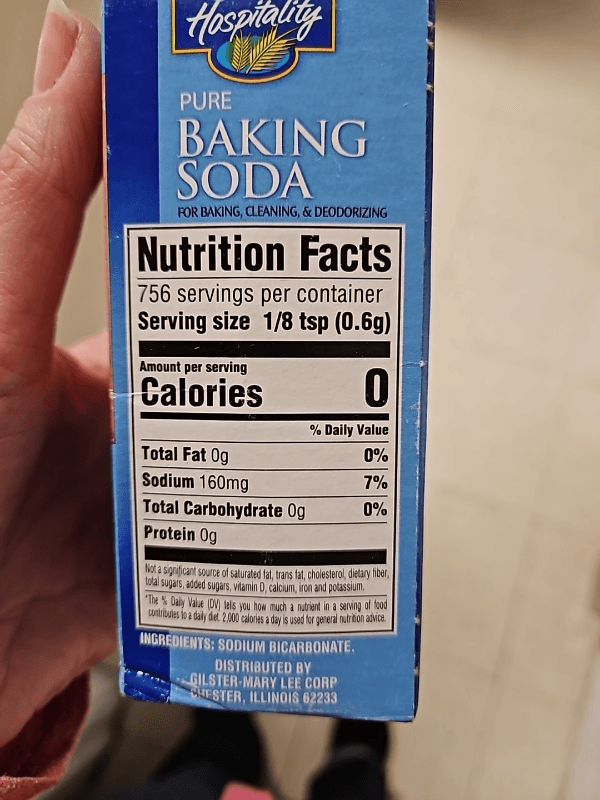 Hospitality
PURE
BAKING
SODA
FOR BAKING, CLEANING, & DEODORIZING
Nutrition Facts
756 servings per container
Serving size 1/8 tsp (0.6g)
Amount per serving
Calories 0
% Daily Value
Total Fat 0g 0%
Sodium 160mg 7%
Total Carbohydrate 0g 0%
Protein 0g
Not a significant source of saturated fat, trans fat, cholesterol, dietary fiber,
total sugars, added sugars, vitamin D, calcium, iron and potassium.
*The % Daily Value (DV) tells you how much a nutrient in a serving of food
contributes to a daily diet. 2,000 calories a day is used for general nutrition advice.
INGREDIENTS: SODIUM BICARBONATE.
DISTRIBUTED BY
GILSTER-MARY LEE CORP
CHESTER, ILLINOIS 62233